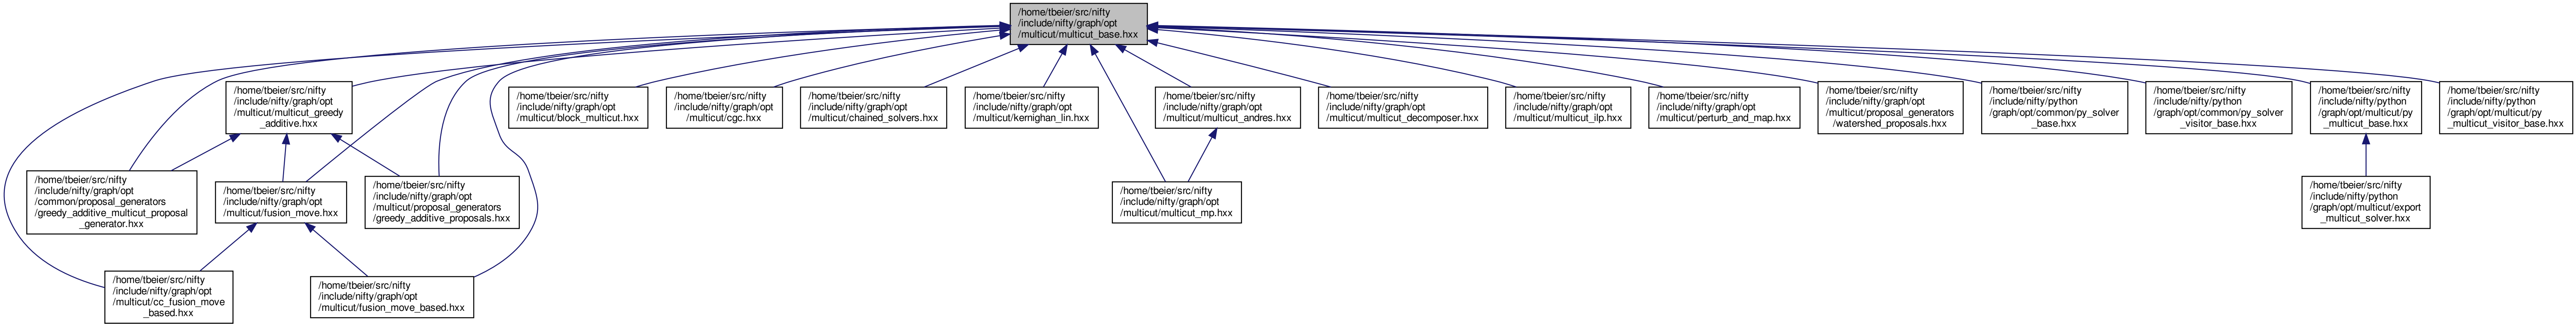 /home/tbeier/src/nifty
/include/nifty/graph/opt
/multicut/multicut_base.hxx
/home/tbeier/src/nifty
/include/nifty/graph/opt
/multicut/multicut_greedy
_additive.hxx
/home/tbeier/src/nifty
/include/nifty/graph/opt
/multicut/block_multicut.hxx
/home/tbeier/src/nifty
/include/nifty/graph/opt
/multicut/cgc.hxx
/home/tbeier/src/nifty
/include/nifty/graph/opt
/multicut/chained_solvers.hxx
/home/tbeier/src/nifty
/include/nifty/graph/opt
/multicut/kernighan_lin.hxx
/home/tbeier/src/nifty
/include/nifty/graph/opt
/multicut/multicut_andres.hxx
/home/tbeier/src/nifty
/include/nifty/graph/opt
/multicut/multicut_decomposer.hxx
/home/tbeier/src/nifty
/include/nifty/graph/opt
/multicut/multicut_ilp.hxx
/home/tbeier/src/nifty
/include/nifty/graph/opt
/multicut/perturb_and_map.hxx
/home/tbeier/src/nifty
/include/nifty/graph/opt
/multicut/proposal_generators
/watershed_proposals.hxx
/home/tbeier/src/nifty
/include/nifty/python
/graph/opt/common/py_solver
_base.hxx
/home/tbeier/src/nifty
/include/nifty/python
/graph/opt/common/py_solver
_visitor_base.hxx
/home/tbeier/src/nifty
/include/nifty/python
/graph/opt/multicut/py
_multicut_base.hxx
/home/tbeier/src/nifty
/include/nifty/python
/graph/opt/multicut/py
_multicut_visitor_base.hxx
/home/tbeier/src/nifty
/include/nifty/graph/opt
/common/proposal_generators
/greedy_additive_multicut_proposal
_generator.hxx
/home/tbeier/src/nifty
/include/nifty/graph/opt
/multicut/fusion_move.hxx
/home/tbeier/src/nifty
/include/nifty/graph/opt
/multicut/proposal_generators
/greedy_additive_proposals.hxx
/home/tbeier/src/nifty
/include/nifty/graph/opt
/multicut/multicut_mp.hxx
/home/tbeier/src/nifty
/include/nifty/python
/graph/opt/multicut/export
_multicut_solver.hxx
/home/tbeier/src/nifty
/include/nifty/graph/opt
/multicut/cc_fusion_move
_based.hxx
/home/tbeier/src/nifty
/include/nifty/graph/opt
/multicut/fusion_move_based.hxx